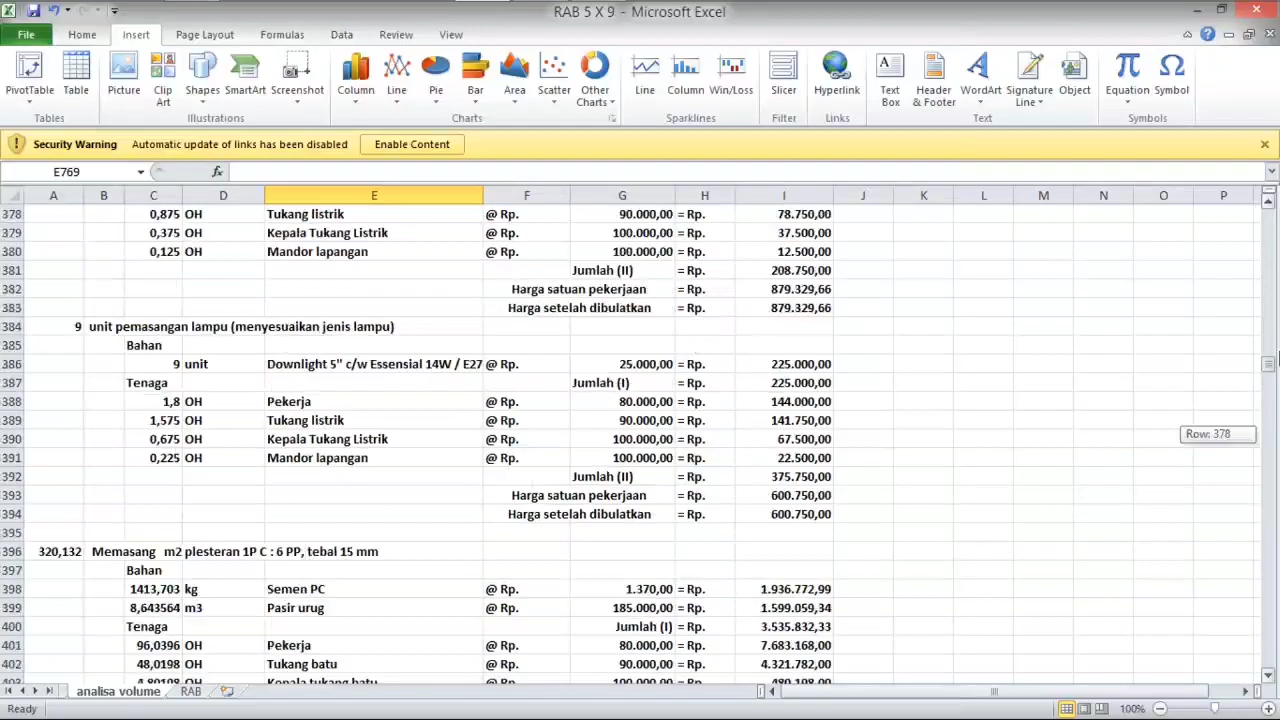 RAB 5 X 9 - Microsoft Excel
File Home Insert Page Layout Formulas Data Review View
PivotTable Table Picture Clip Art Shapes SmartArt Screenshot Column Line Pie Bar Area Scatter Other Charts Line Column Win/Loss Slicer Hyperlink Text Box Header & Footer WordArt Signature Line Object Equation Symbol
Tables Illustrations Charts Sparklines Filter Links Text Symbols
Security Warning Automatic update of links has been disabled Enable Content
E769 fx
A B C D E F G H I J K L M N O P
378 0,875 OH Tukang listrik @ Rp. 90.000,00 = Rp. 78.750,00
379 0,375 OH Kepala Tukang Listrik @ Rp. 100.000,00 = Rp. 37.500,00
380 0,125 OH Mandor lapangan @ Rp. 100.000,00 = Rp. 12.500,00
381 Jumlah (II) = Rp. 208.750,00
382 Harga satuan pekerjaan = Rp. 879.329,66
383 Harga setelah dibulatkan = Rp. 879.329,66
384 9 unit pemasangan lampu (menyesuaikan jenis lampu)
385 Bahan
386 9 unit Downlight 5" c/w Essensial 14W / E27 @ Rp. 25.000,00 = Rp. 225.000,00
387 Tenaga Jumlah (I) = Rp. 225.000,00
388 1,8 OH Pekerja @ Rp. 80.000,00 = Rp. 144.000,00
389 1,575 OH Tukang listrik @ Rp. 90.000,00 = Rp. 141.750,00
390 0,675 OH Kepala Tukang Listrik @ Rp. 100.000,00 = Rp. 67.500,00
Row: 378
391 0,225 OH Mandor lapangan @ Rp. 100.000,00 = Rp. 22.500,00
392 Jumlah (II) = Rp. 375.750,00
393 Harga satuan pekerjaan = Rp. 600.750,00
394 Harga setelah dibulatkan = Rp. 600.750,00
395
396 320,132 Memasang m2 plesteran 1P C : 6 PP, tebal 15 mm
397 Bahan
398 1413,703 kg Semen PC @ Rp. 1.370,00 = Rp. 1.936.772,99
399 8,643564 m3 Pasir urug @ Rp. 185.000,00 = Rp. 1.599.059,34
400 Tenaga Jumlah (I) = Rp. 3.535.832,33
401 96,0396 OH Pekerja @ Rp. 80.000,00 = Rp. 7.683.168,00
402 48,0198 OH Tukang batu @ Rp. 90.000,00 = Rp. 4.321.782,00
403 4,80198 OH Kepala tukang batu @ Rp. 100.000,00 = Rp. 480.198,00
analisa volume RAB
Ready 100%